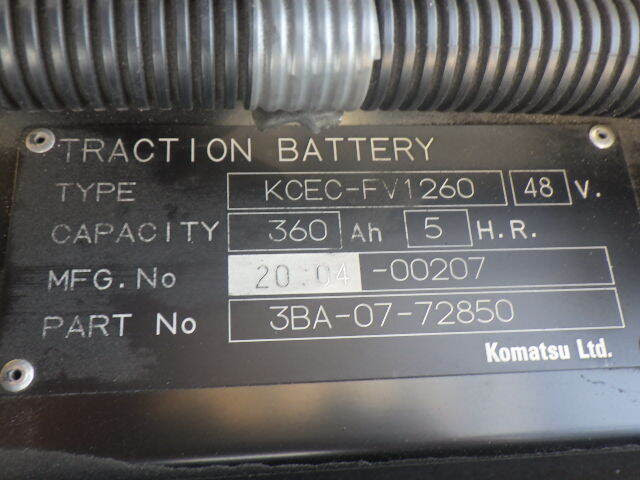 TRACTION BATTERY
TYPE KCEC-FV1260 48 V.
CAPACITY 360 Ah 5 H.R.
MFG.No 20.04 -00207
PART No 3BA-07-72850
Komatsu Ltd.